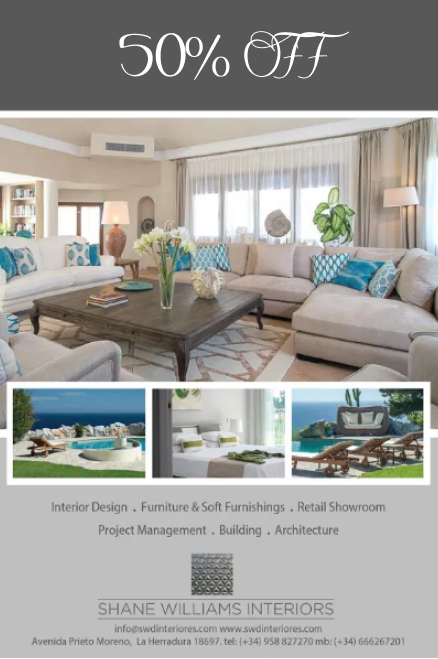 50% OFF
Interior Design . Furniture & Soft Furnishings . Retail Showroom
Project Management . Building . Architecture
SHANE WILLIAMS INTERIORS
info@swdinteriores.com www.swdinteriores.com
Avenida Prieto Moreno, La Herradura 18697. tel: (+34) 958 827270 mb: (+34) 666267201